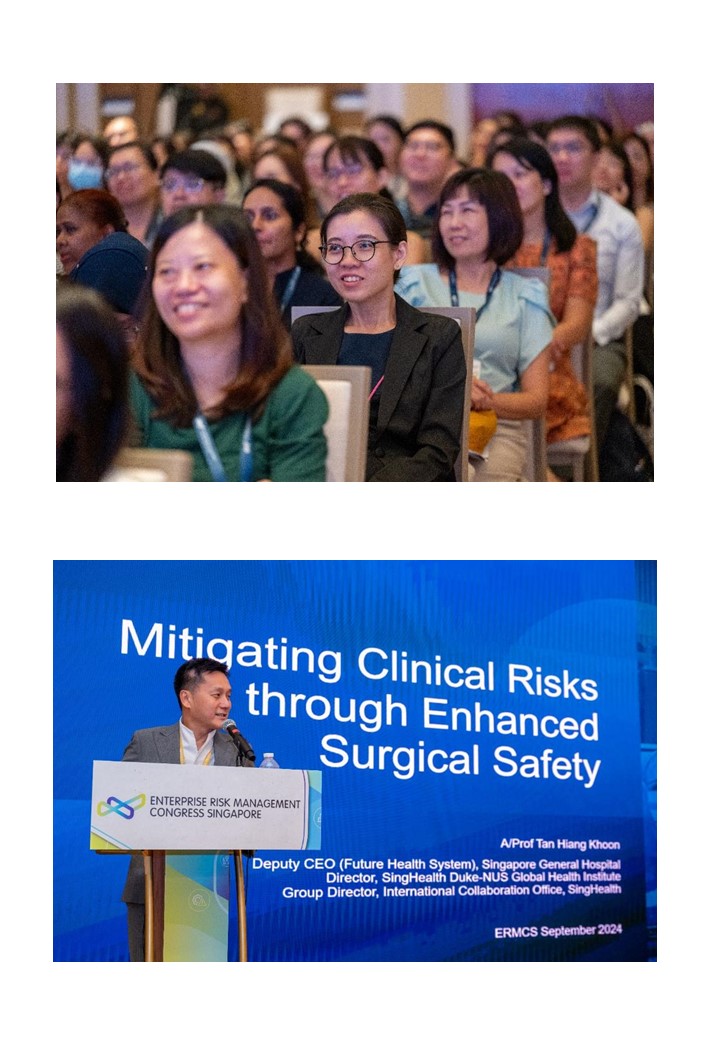 Mitigating Clinical Risks
through Enhanced
Surgical Safety
ENTERPRISE RISK MANAGEMENT
CONGRESS SINGAPORE
A/Prof Tan Hiang Khoon
Deputy CEO (Future Health System), Singapore General Hospital
Director, SingHealth Duke-NUS Global Health Institute
Group Director, International Collaboration Office, SingHealth
ERMCS September 2024